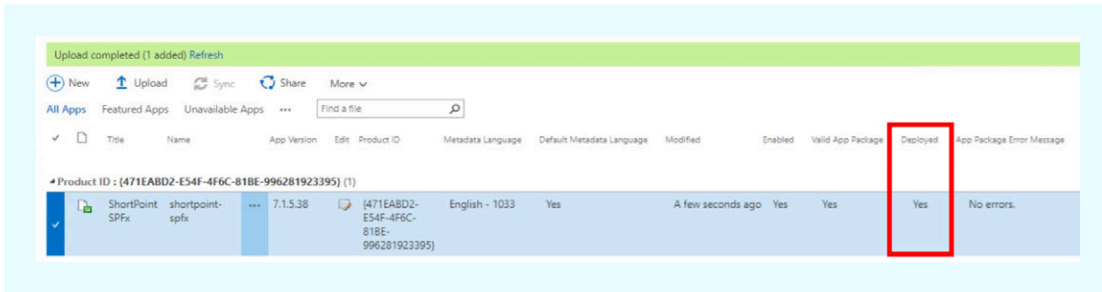 Upload completed (1 added) Refresh
New Upload Sync Share More
All Apps Featured Apps Unavailable Apps ... Find a file
Title Name App Version Edit Product ID Metadata Language Default Metadata Language Modified Enabled Valid App Package Deployed App Package Error Message
Product ID : {471EABD2-E54F-4F6C-81BE-996281923395} (1)
ShortPoint shortpoint- ... 7.1.5.38 {471EABD2- English - 1033 Yes A few seconds ago Yes Yes Yes No errors.
SPFx spfx E54F-4F6C-
81BE-
996281923395}